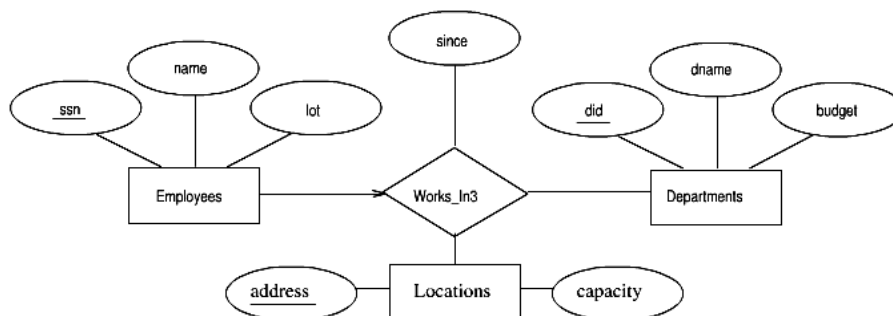 since
name
dname
ssn
lot
did
budget
Employees
Works_In3
Departments
address
Locations
capacity